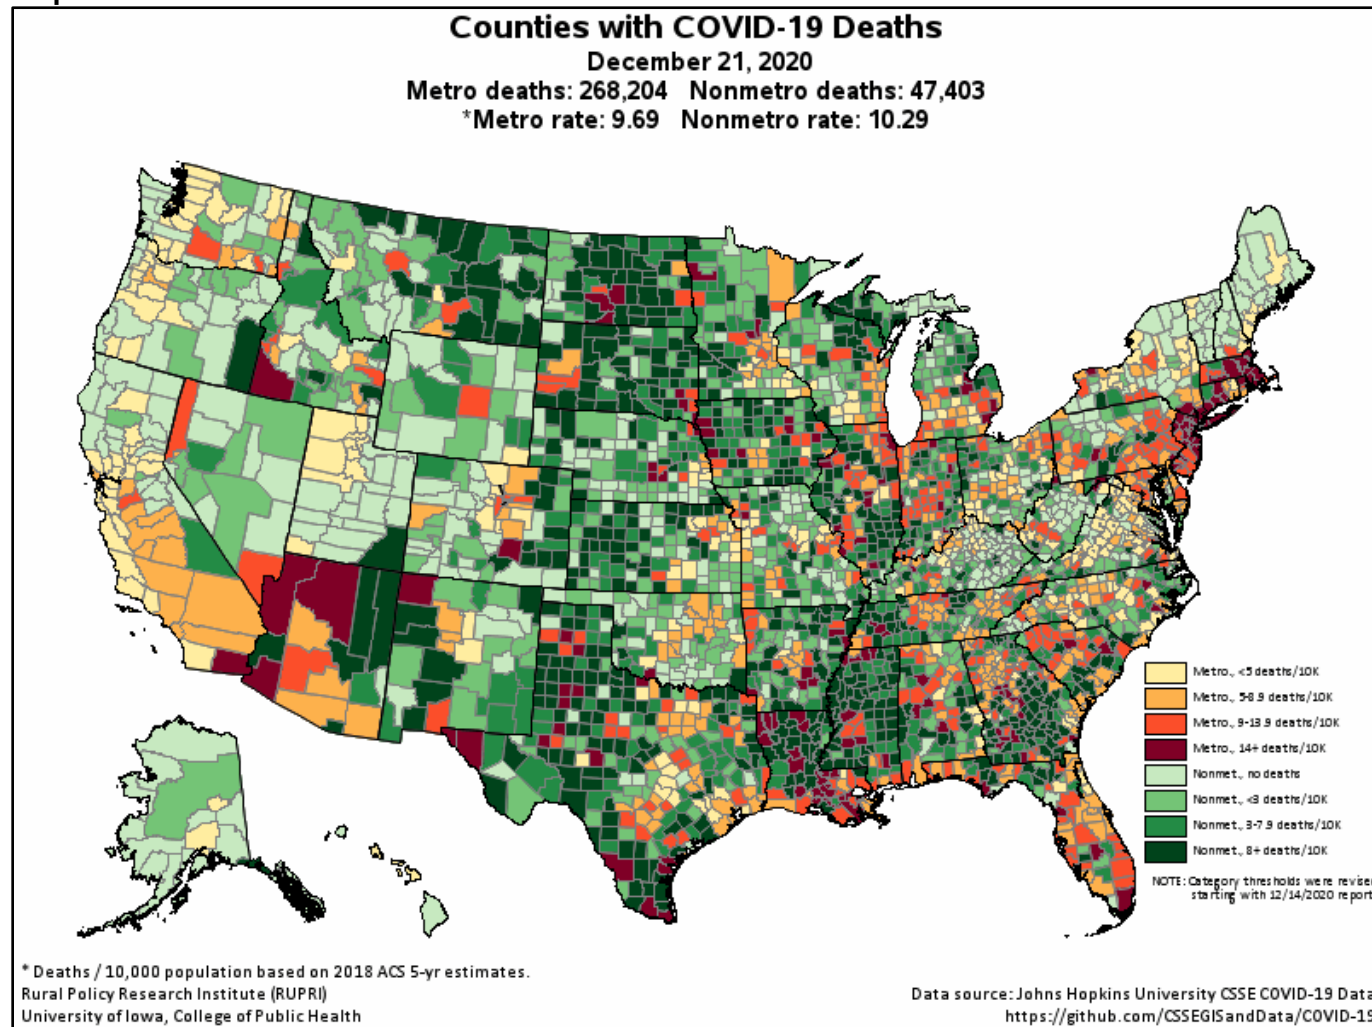 Counties with COVID-19 Deaths
December 21, 2020
Metro deaths: 268,204 Nonmetro deaths: 47,403
*Metro rate: 9.69 Nonmetro rate: 10.29
Metro., <5 deaths/10K
Metro., 5-8.9 deaths/10K
Metro., 9-13.9 deaths/10K
Metro., 14+ deaths/10K
Nonmet., no deaths
Nonmet., <3 deaths/10K
Nonmet., 3-7.9 deaths/10K
Nonmet., 8+ deaths/10K
NOTE: Category thresholds were revise
starting with 12/14/2020 report
* Deaths / 10,000 population based on 2018 ACS 5-yr estimates.
Rural Policy Research Institute (RUPRI)
University of Iowa, College of Public Health
Data source: Johns Hopkins University CSSE COVID-19 Data
https://github.com/CSSEGISandData/COVID-19